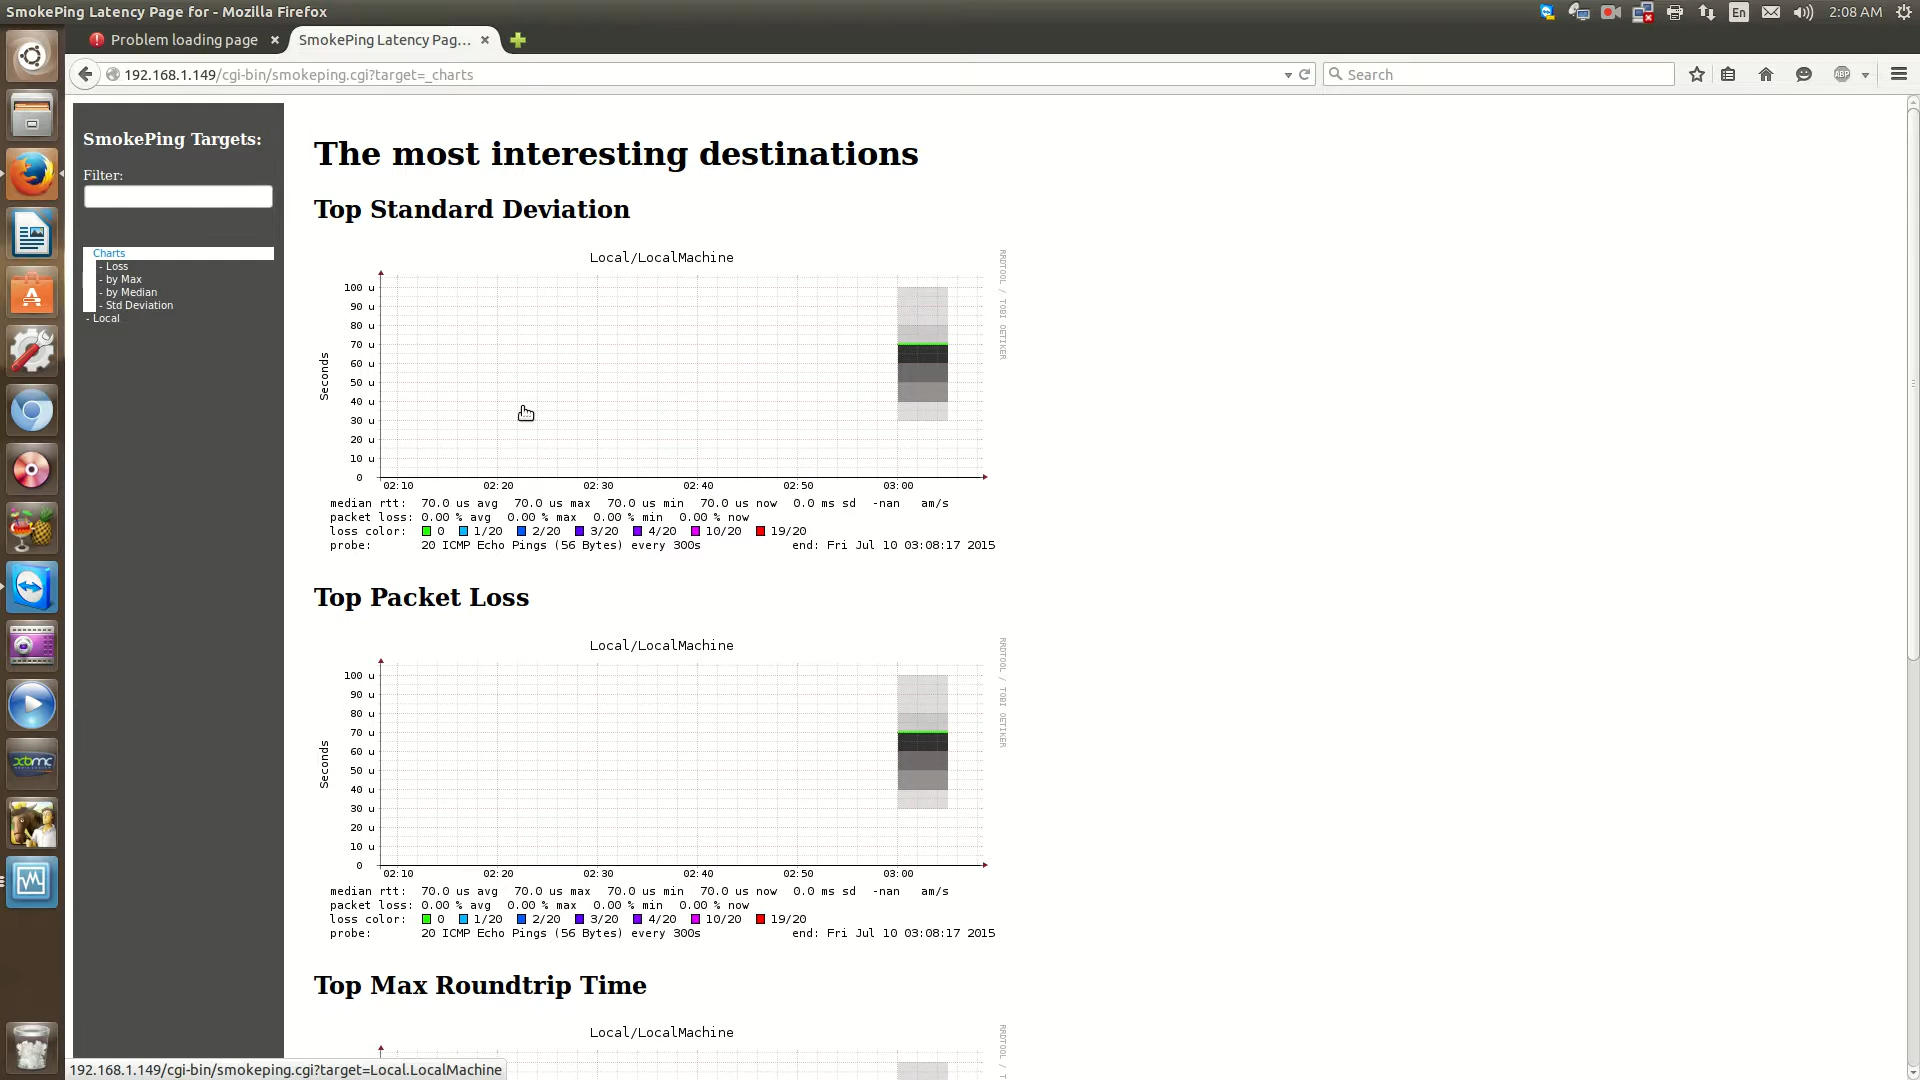 SmokePing Latency Page for - Mozilla Firefox
En
2:08 AM
Problem loading page
SmokePing Latency Pag...
192.168.1.149/cgi-bin/smokeping.cgi?target=_charts
Search
ABP
SmokePing Targets:
Filter:
Charts
- Loss
- by Max
- by Median
- Std Deviation
- Local
The most interesting destinations
Top Standard Deviation
Local/LocalMachine
RRDTOOL / TOBI OETIKER
Seconds
100 u
90 u
80 u
70 u
60 u
50 u
40 u
30 u
20 u
10 u
0
02:10 02:20 02:30 02:40 02:50 03:00
median rtt: 70.0 us avg 70.0 us max 70.0 us min 70.0 us now 0.0 ms sd -nan am/s
packet loss: 0.00 % avg 0.00 % max 0.00 % min 0.00 % now
loss color: 0 1/20 2/20 3/20 4/20 10/20 19/20
probe: 20 ICMP Echo Pings (56 Bytes) every 300s end: Fri Jul 10 03:08:17 2015
Top Packet Loss
Local/LocalMachine
RRDTOOL / TOBI OETIKER
Seconds
100 u
90 u
80 u
70 u
60 u
50 u
40 u
30 u
20 u
10 u
0
02:10 02:20 02:30 02:40 02:50 03:00
median rtt: 70.0 us avg 70.0 us max 70.0 us min 70.0 us now 0.0 ms sd -nan am/s
packet loss: 0.00 % avg 0.00 % max 0.00 % min 0.00 % now
loss color: 0 1/20 2/20 3/20 4/20 10/20 19/20
probe: 20 ICMP Echo Pings (56 Bytes) every 300s end: Fri Jul 10 03:08:17 2015
Top Max Roundtrip Time
Local/LocalMachine
RRDTOOL / T
xbmc
192.168.1.149/cgi-bin/smokeping.cgi?target=Local.LocalMachine